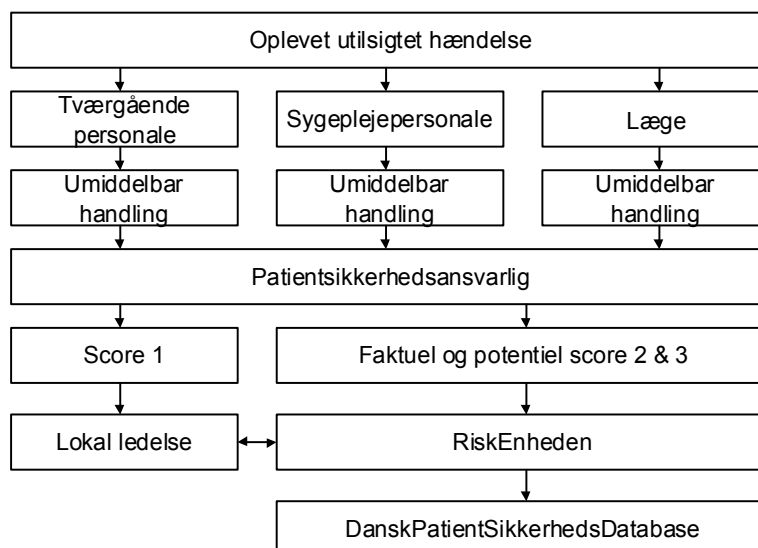 Oplevet utilsigtet hændelse
Tværgående
personale
Sygeplejepersonale
Læge
Umiddelbar
handling
Umiddelbar
handling
Umiddelbar
handling
Patientsikkerhedsansvarlig
Score 1
Faktuel og potentiel score 2 & 3
Lokal ledelse
RiskEnheden
DanskPatientSikkerhedsDatabase